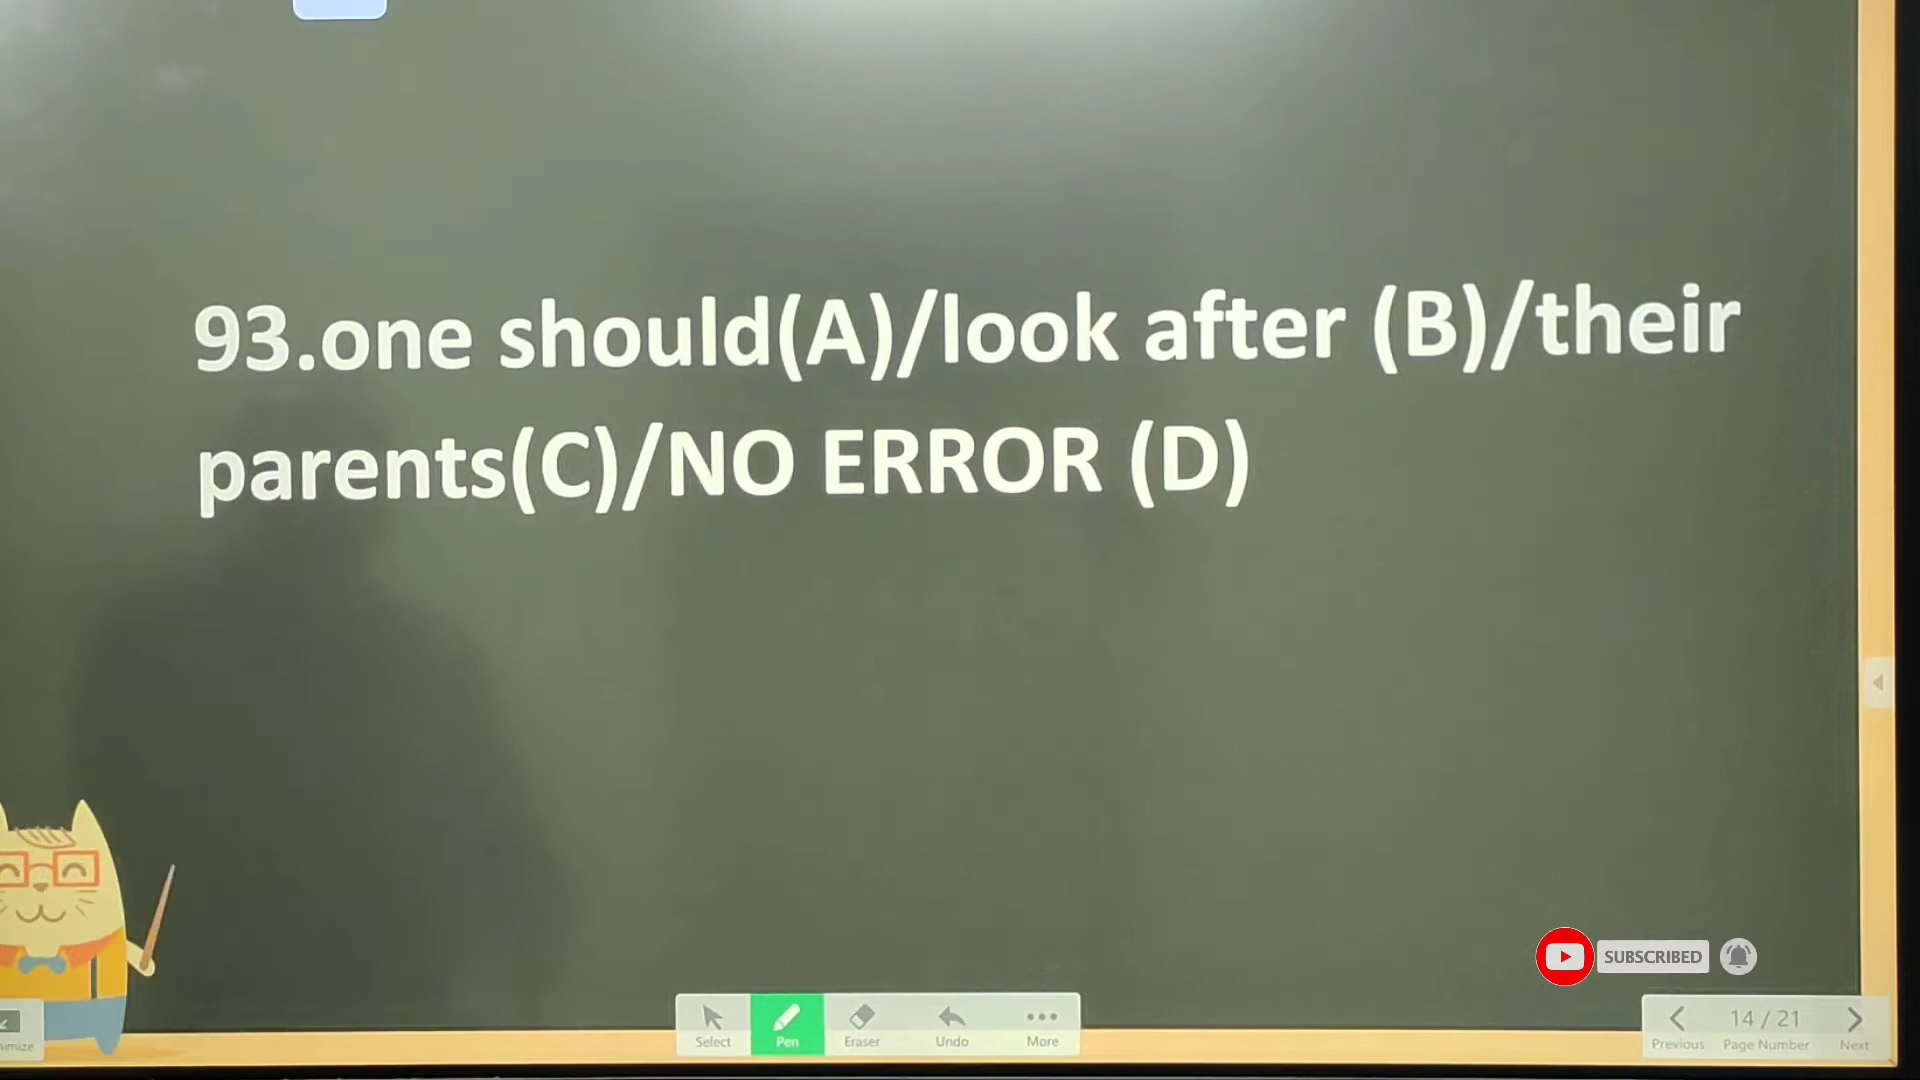 93.one should(A)/look after (B)/their
parents(C)/NO ERROR (D)
SUBSCRIBED
Select
Pen
Eraser
Undo
More
14 / 21
Previous
Page Number
Next